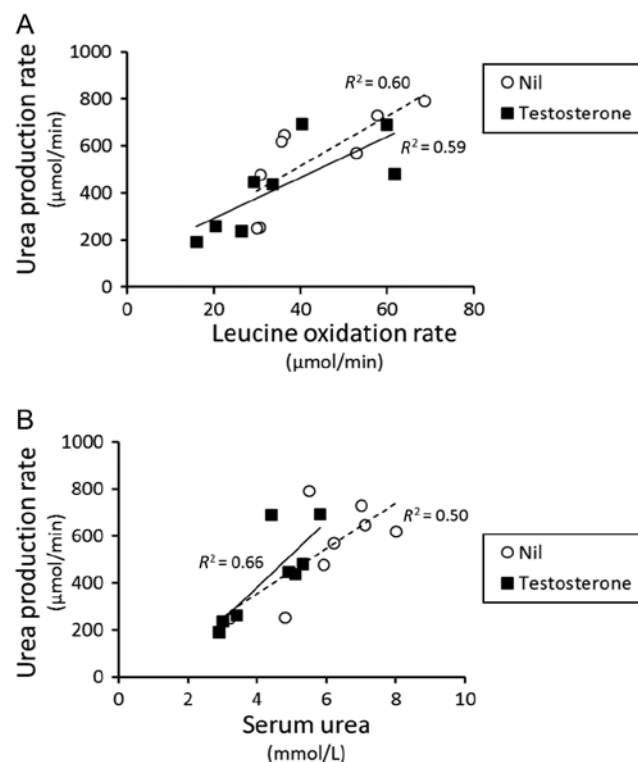 A
Urea production rate
(µmol/min)
1000
800
600
400
200
0
R² = 0.60
R² = 0.59
0 20 40 60 80
Leucine oxidation rate
(µmol/min)
Nil
Testosterone
B
Urea production rate
(µmol/min)
1000
800
600
400
200
0
R² = 0.66
R² = 0.50
0 2 4 6 8 10
Serum urea
(mmol/L)
Nil
Testosterone